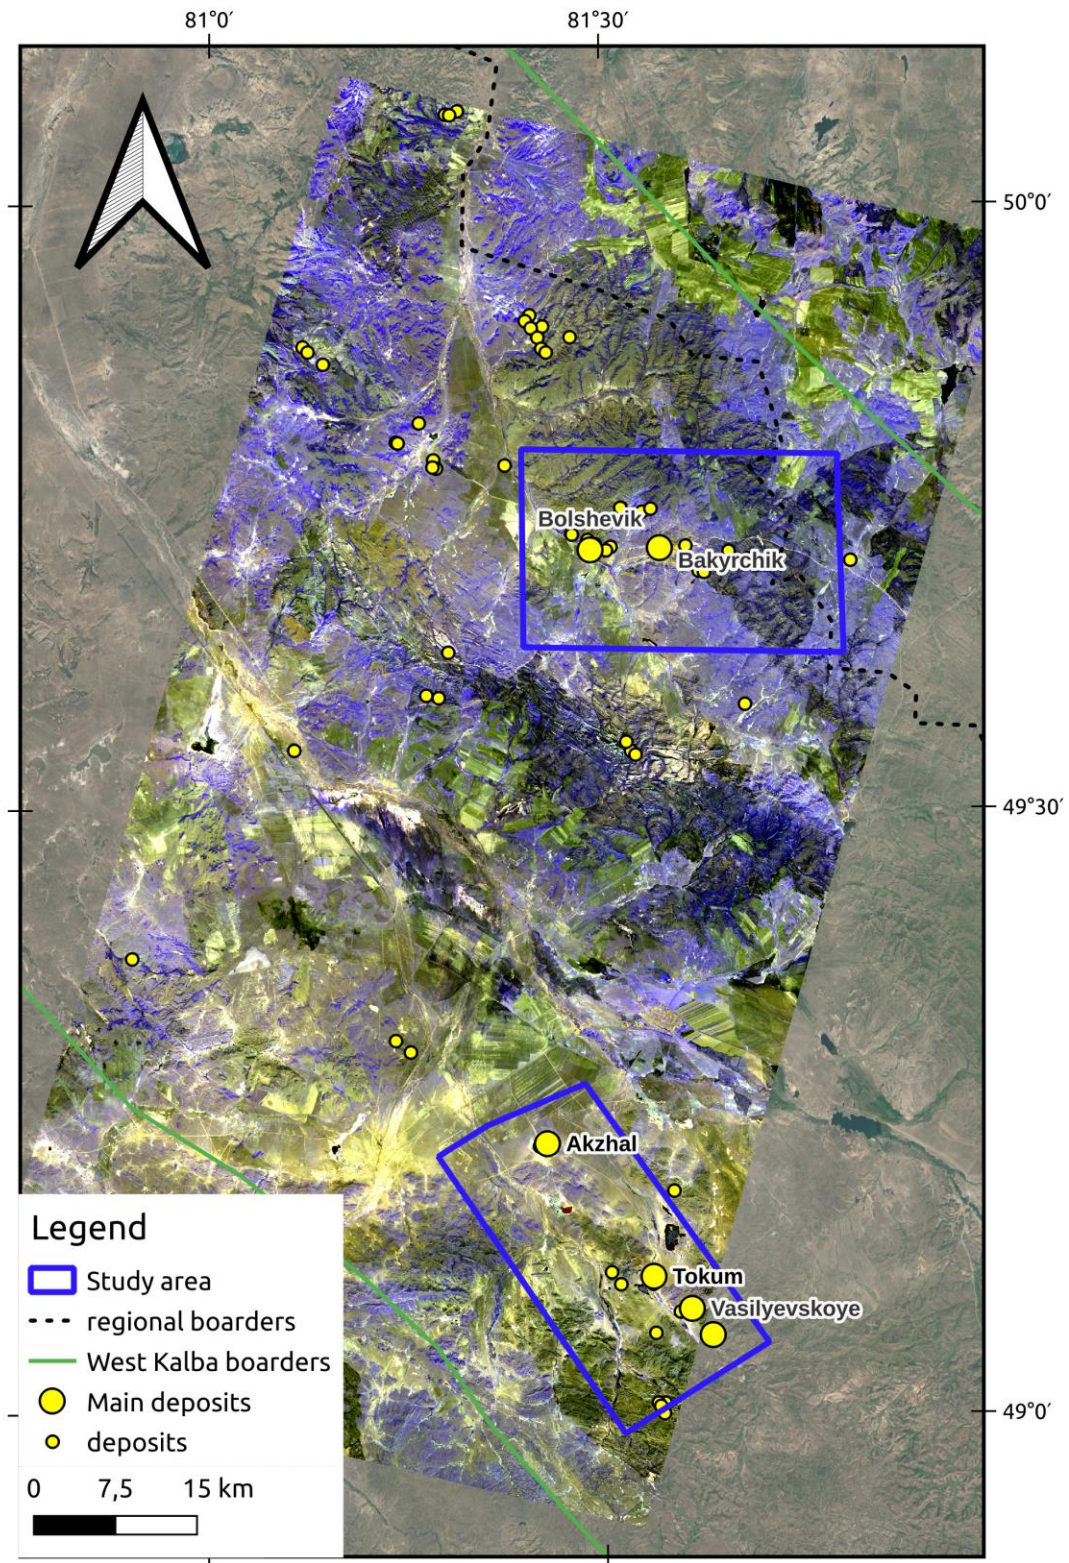 81°0′
81°30′
50°0′
Bolshevik
Bakyrchik
49°30′
Akzhal
Tokum
Vasilyevskoye
49°0′
Legend
Study area
regional boarders
West Kalba boarders
Main deposits
deposits
0 7,5 15 km